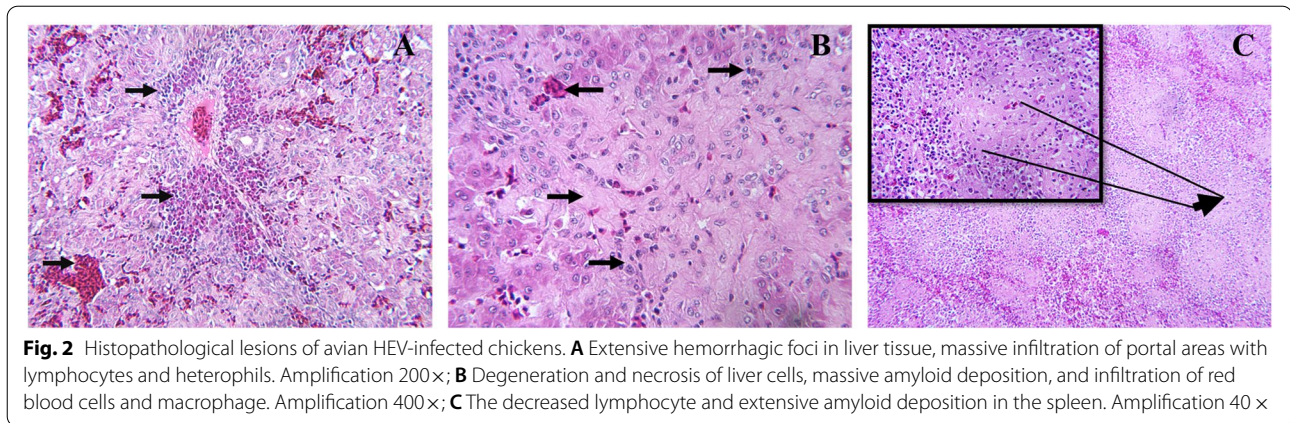 A
B
C
Fig. 2 Histopathological lesions of avian HEV-infected chickens. A Extensive hemorrhagic foci in liver tissue, massive infiltration of portal areas with
lymphocytes and heterophils. Amplification 200×; B Degeneration and necrosis of liver cells, massive amyloid deposition, and infiltration of red
blood cells and macrophage. Amplification 400×; C The decreased lymphocyte and extensive amyloid deposition in the spleen. Amplification 40 ×